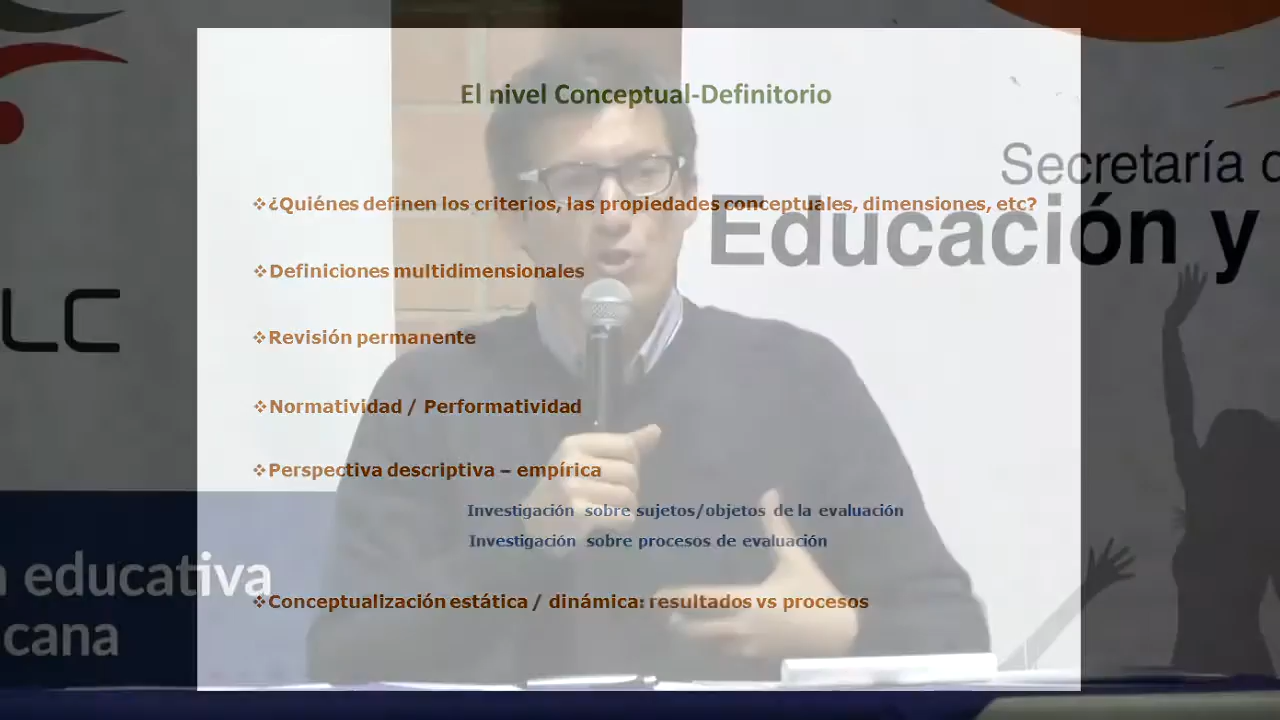 El nivel Conceptual-Definitorio
Secretaría
❖¿Quiénes definen los criterios, las propiedades conceptuales, dimensiones, etc?
Educación y
❖Definiciones multidimensionales
LC
❖Revisión permanente
❖Normatividad / Performatividad
❖Perspectiva descriptiva – empírica
Investigación sobre sujetos/objetos de la evaluación
Investigación sobre procesos de evaluación
educativa
❖Conceptualización estática / dinámica: resultados vs procesos
cana